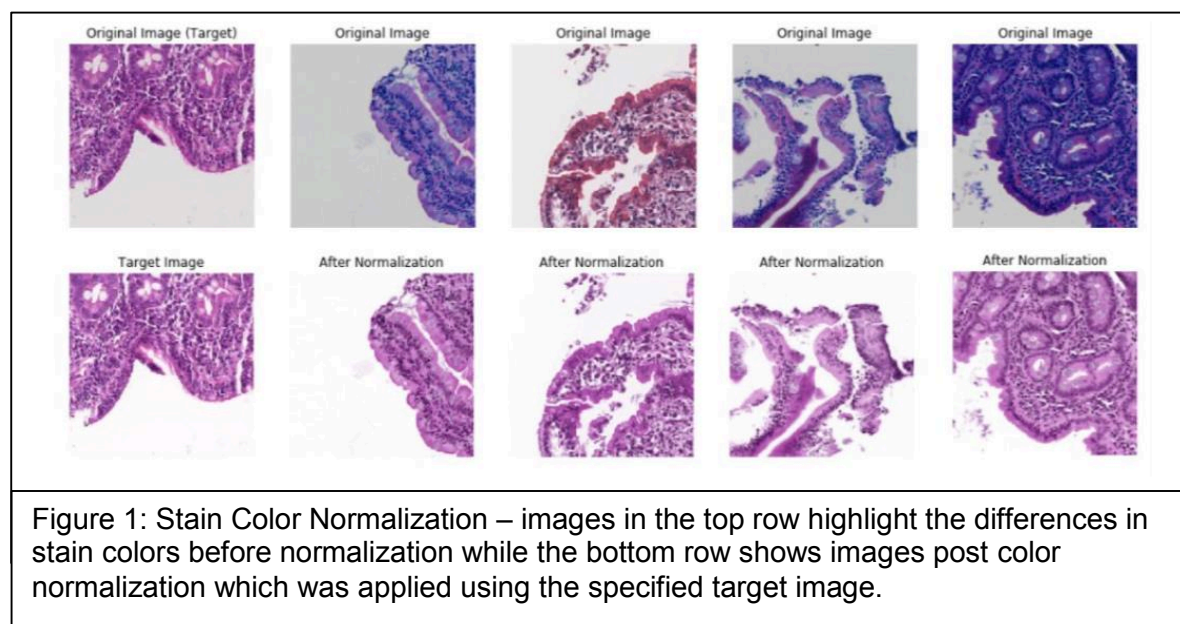 Original Image (Target) Original Image Original Image Original Image Original Image
Target Image After Normalization After Normalization After Normalization After Normalization
Figure 1: Stain Color Normalization – images in the top row highlight the differences in
stain colors before normalization while the bottom row shows images post color
normalization which was applied using the specified target image.